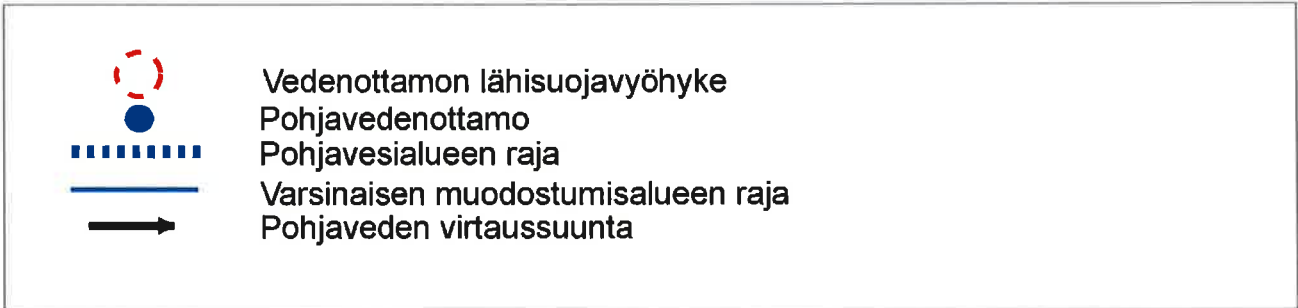 Vedenottamon lähisuojavyöhyke
Pohjavedenottamo
Pohjavesialueen raja
Varsinaisen muodostumisalueen raja
Pohjaveden virtaussuunta